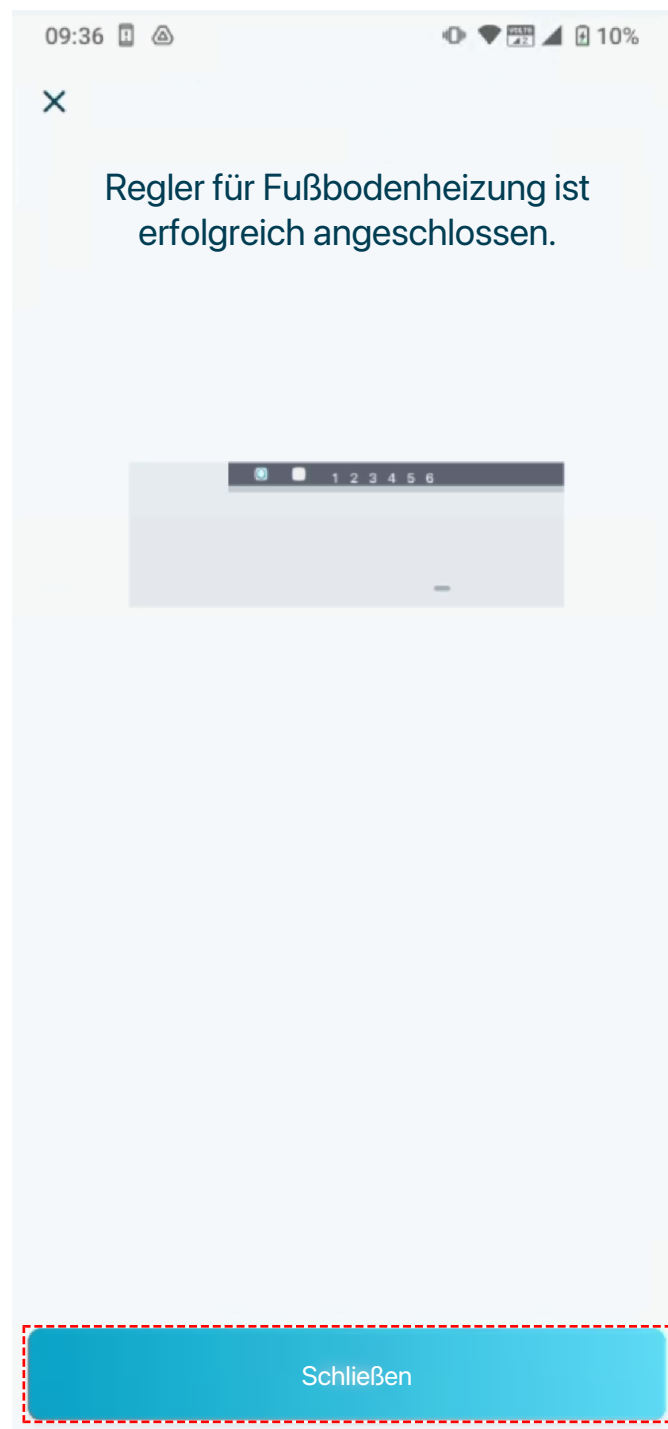 09:36 10%
Regler für Fußbodenheizung ist
erfolgreich angeschlossen.
1 2 3 4 5 6
Schließen